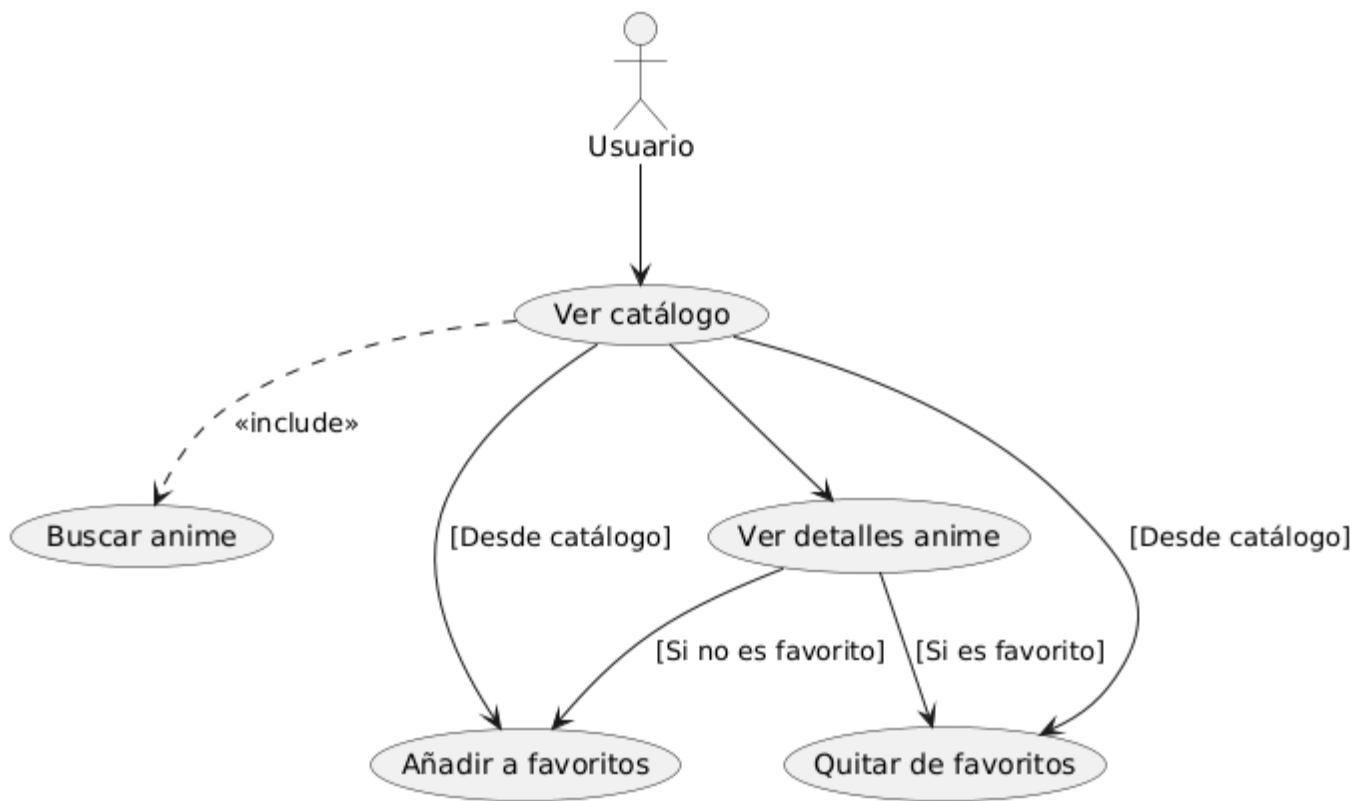 Usuario
Ver catálogo
«include»
Buscar anime
[Desde catálogo]
Ver detalles anime
[Desde catálogo]
[Si no es favorito]
[Si es favorito]
Añadir a favoritos
Quitar de favoritos